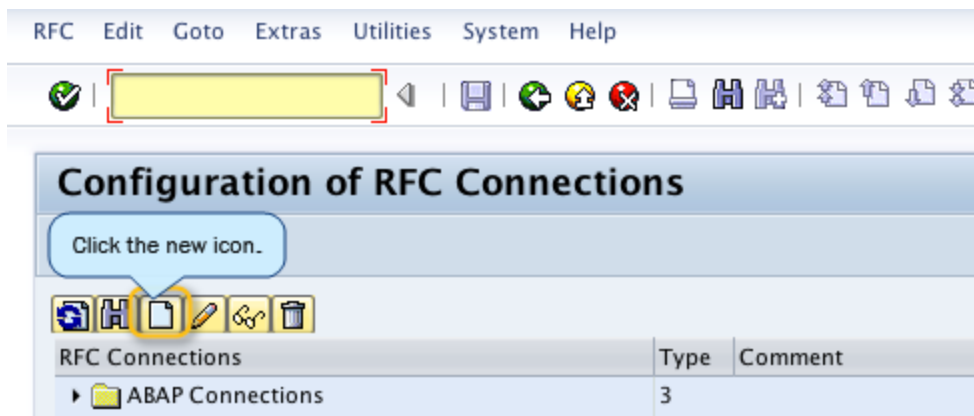 RFC Edit Goto Extras Utilities System Help
Configuration of RFC Connections
Click the new icon.
RFC Connections Type Comment
ABAP Connections 3